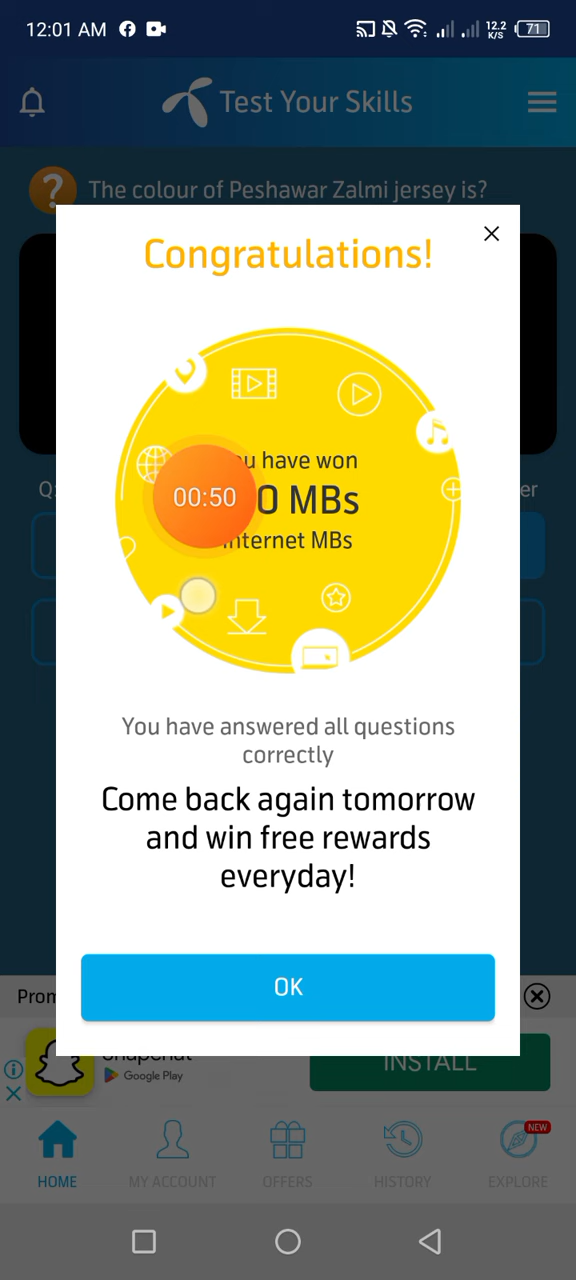 12:01 AM
12.2
K/S
71
Test Your Skills
The colour of Peshawar Zalmi jersey is?
Congratulations!
have won
00:50
0 MBs
internet MBs
You have answered all questions
correctly
Come back again tomorrow
and win free rewards
everyday!
OK
Google Play
INSTALL
HOME
MY ACCOUNT
OFFERS
HISTORY
EXPLORE
NEW